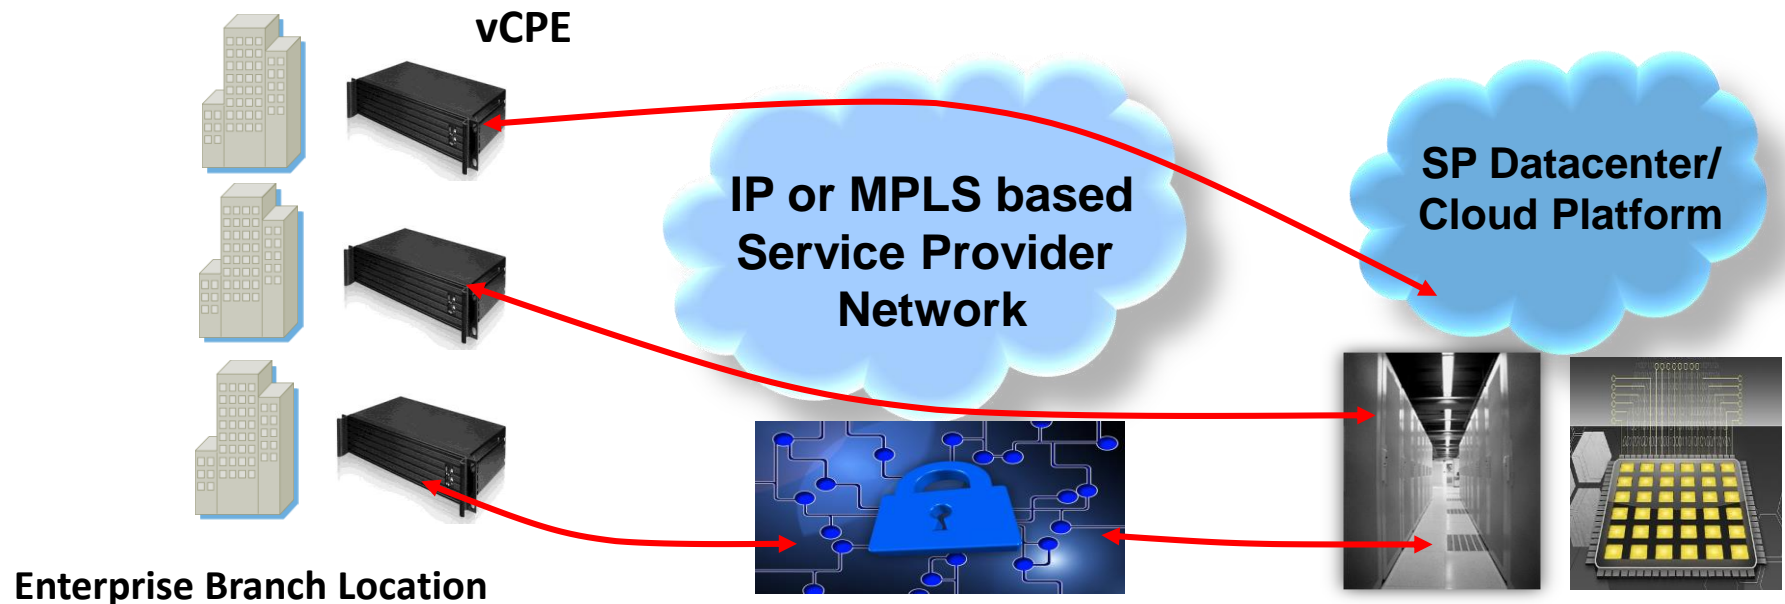 vCPE
IP or MPLS based
Service Provider
Network
SP Datacenter/
Cloud Platform
Enterprise Branch Location